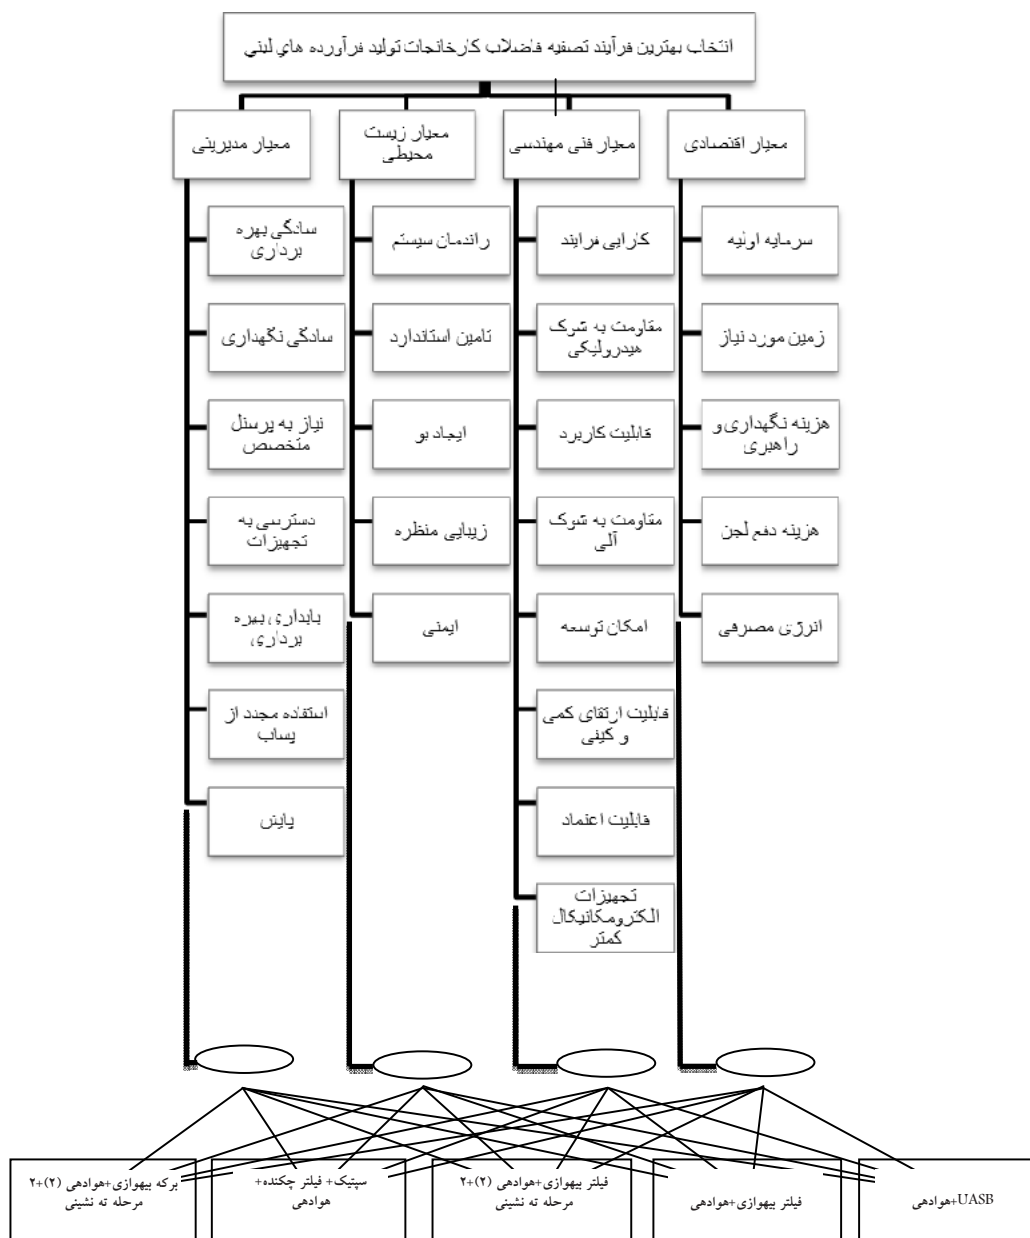 انتخاب بهترین فرآیند تصفیه فاضلاب کارخانجات تولید فرآورده های لبنی
معیار اقتصادی
معیار فنی مهندسی
معیار زیست
محیطی
معیار مدیریتی
سرمایه اولیه
زمین مورد نیاز
هزینه نگهداری و
راهبری
هزینه دفع لجن
انرژی مصرفی
کارایی فرایند
مقاومت به شوک
هیدرولیکی
قابلیت کاربرد
مقاومت به شوک
آلی
امکان توسعه
قابلیت ارتقای کمی
و کیفی
قابلیت اعتماد
تجهیزات
الکترومکانیکال
کمتر
راندمان سیستم
تامین استاندارد
ایجاد بو
زیبایی منظره
ایمنی
سادگی بهره
برداری
سادگی نگهداری
نیاز به پرسنل
متخصص
دسترسی به
تجهیزات
پایداری بهره
برداری
استفاده مجدد از
پساب
پایش
UASB+هوادهی
فیلتر بیهوازی+هوادهی
فیلتر بیهوازی+هوادهی (۲)+۲
مرحله ته نشینی
سپتیک+ فیلتر چکنده+
هوادهی
برکه بیهوازی+هوادهی (۲)+۲
مرحله ته نشینی